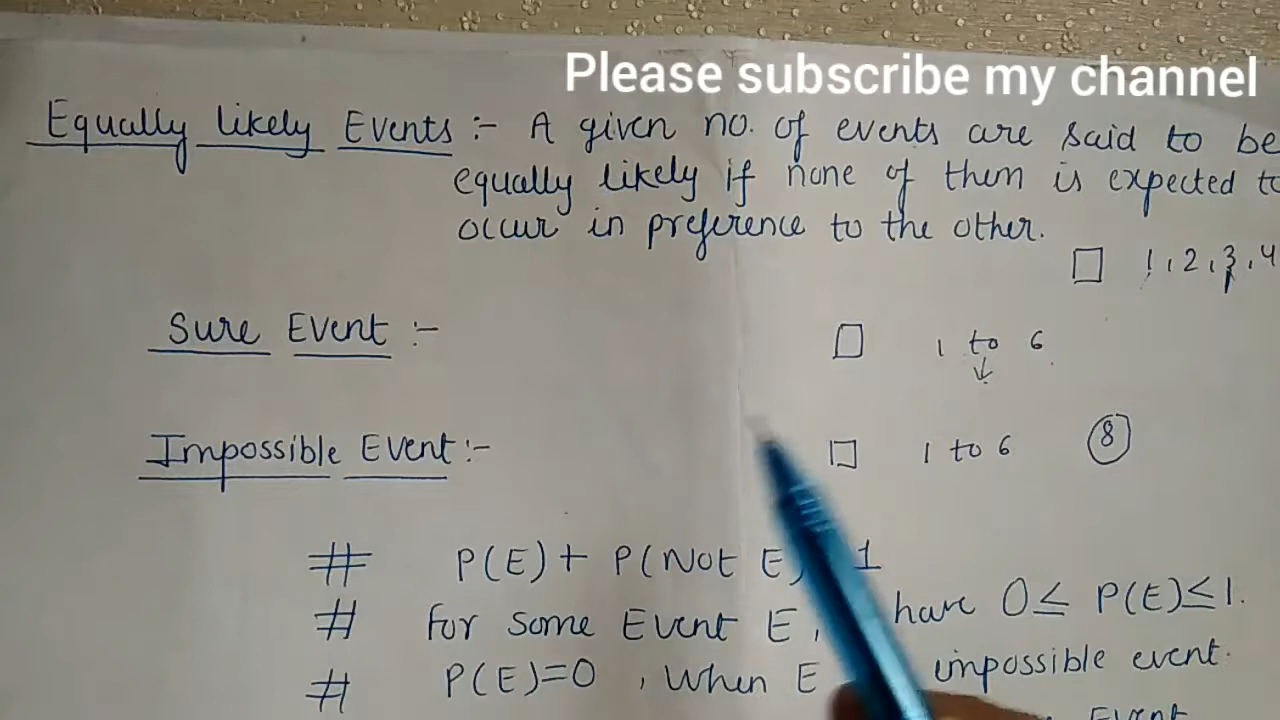 Please subscribe my channel
Equally likely Events :- A given no. of events are said to be
equally likely if none of them is expected to
occur in preference to the other.
□ 1, 2, 3, 4
Sure Event :- □ 1 to 6
↓
Impossible Event :- □ 1 to 6 8
# P(E) + P(Not E) 1
# For some Event E, have 0 ≤ P(E) ≤ 1.
# P(E)=0 , When E impossible event.
Event